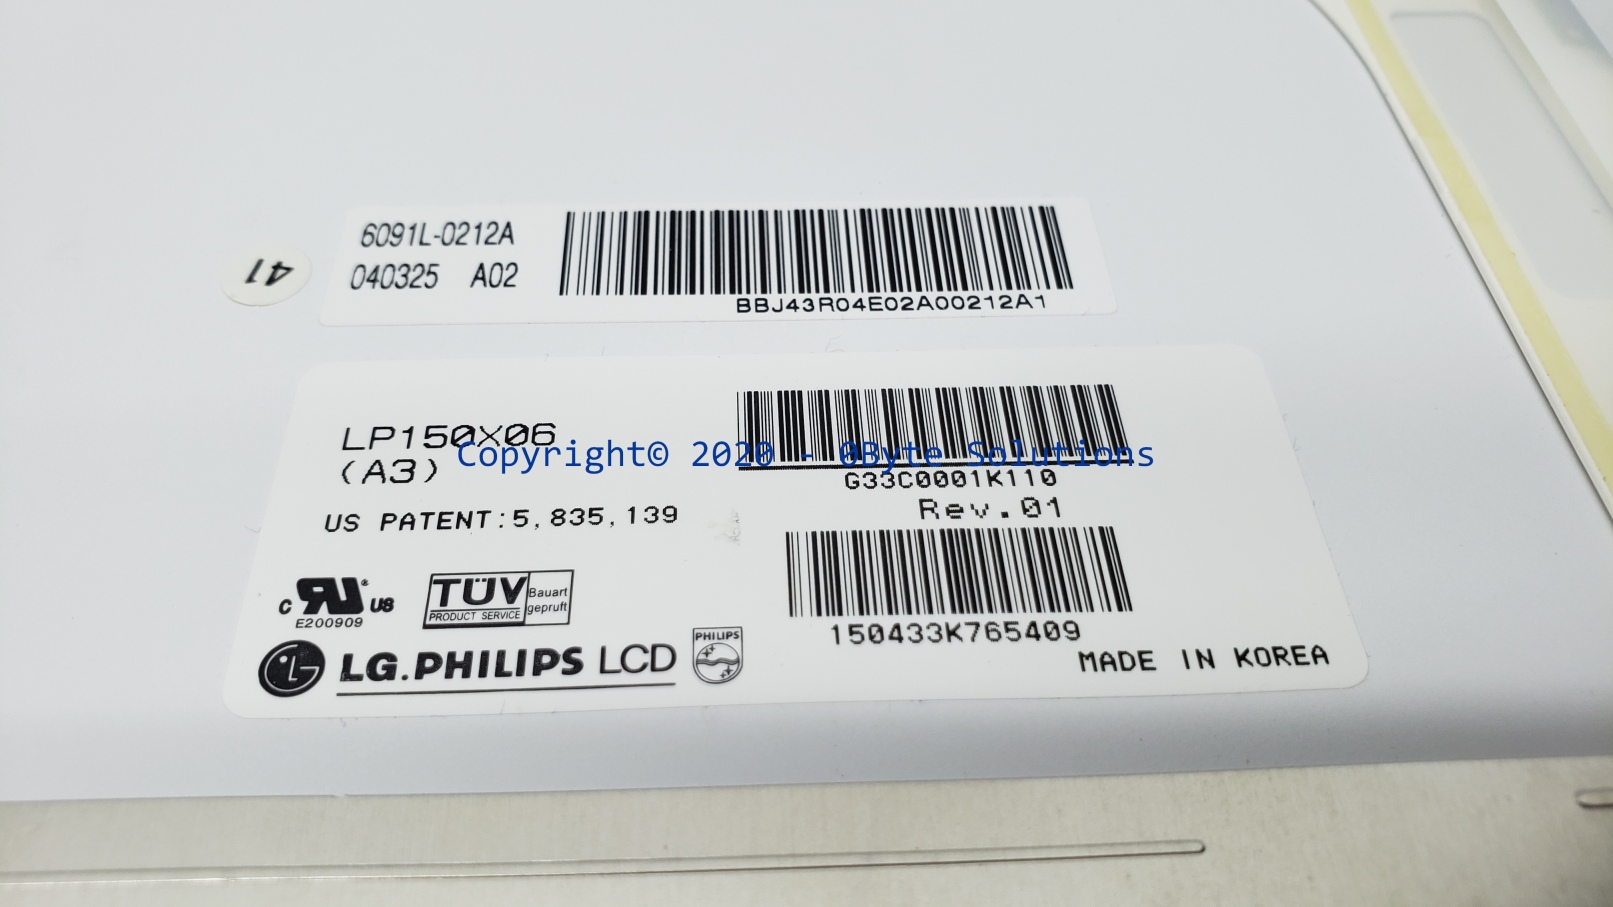 6091L-0212A
040325 A02
BBJ43R04E02A00212A1
41
LP150X06
(A3)
Copyright© 2020 - 0Byte Solutions
G33C0001K110
Rev.01
US PATENT:5,835,139
150433K765409
c RU ® US
E200909
TÜV
PRODUCT SERVICE
Bauart
geprüft
LG.PHILIPS LCD
PHILIPS
MADE IN KOREA